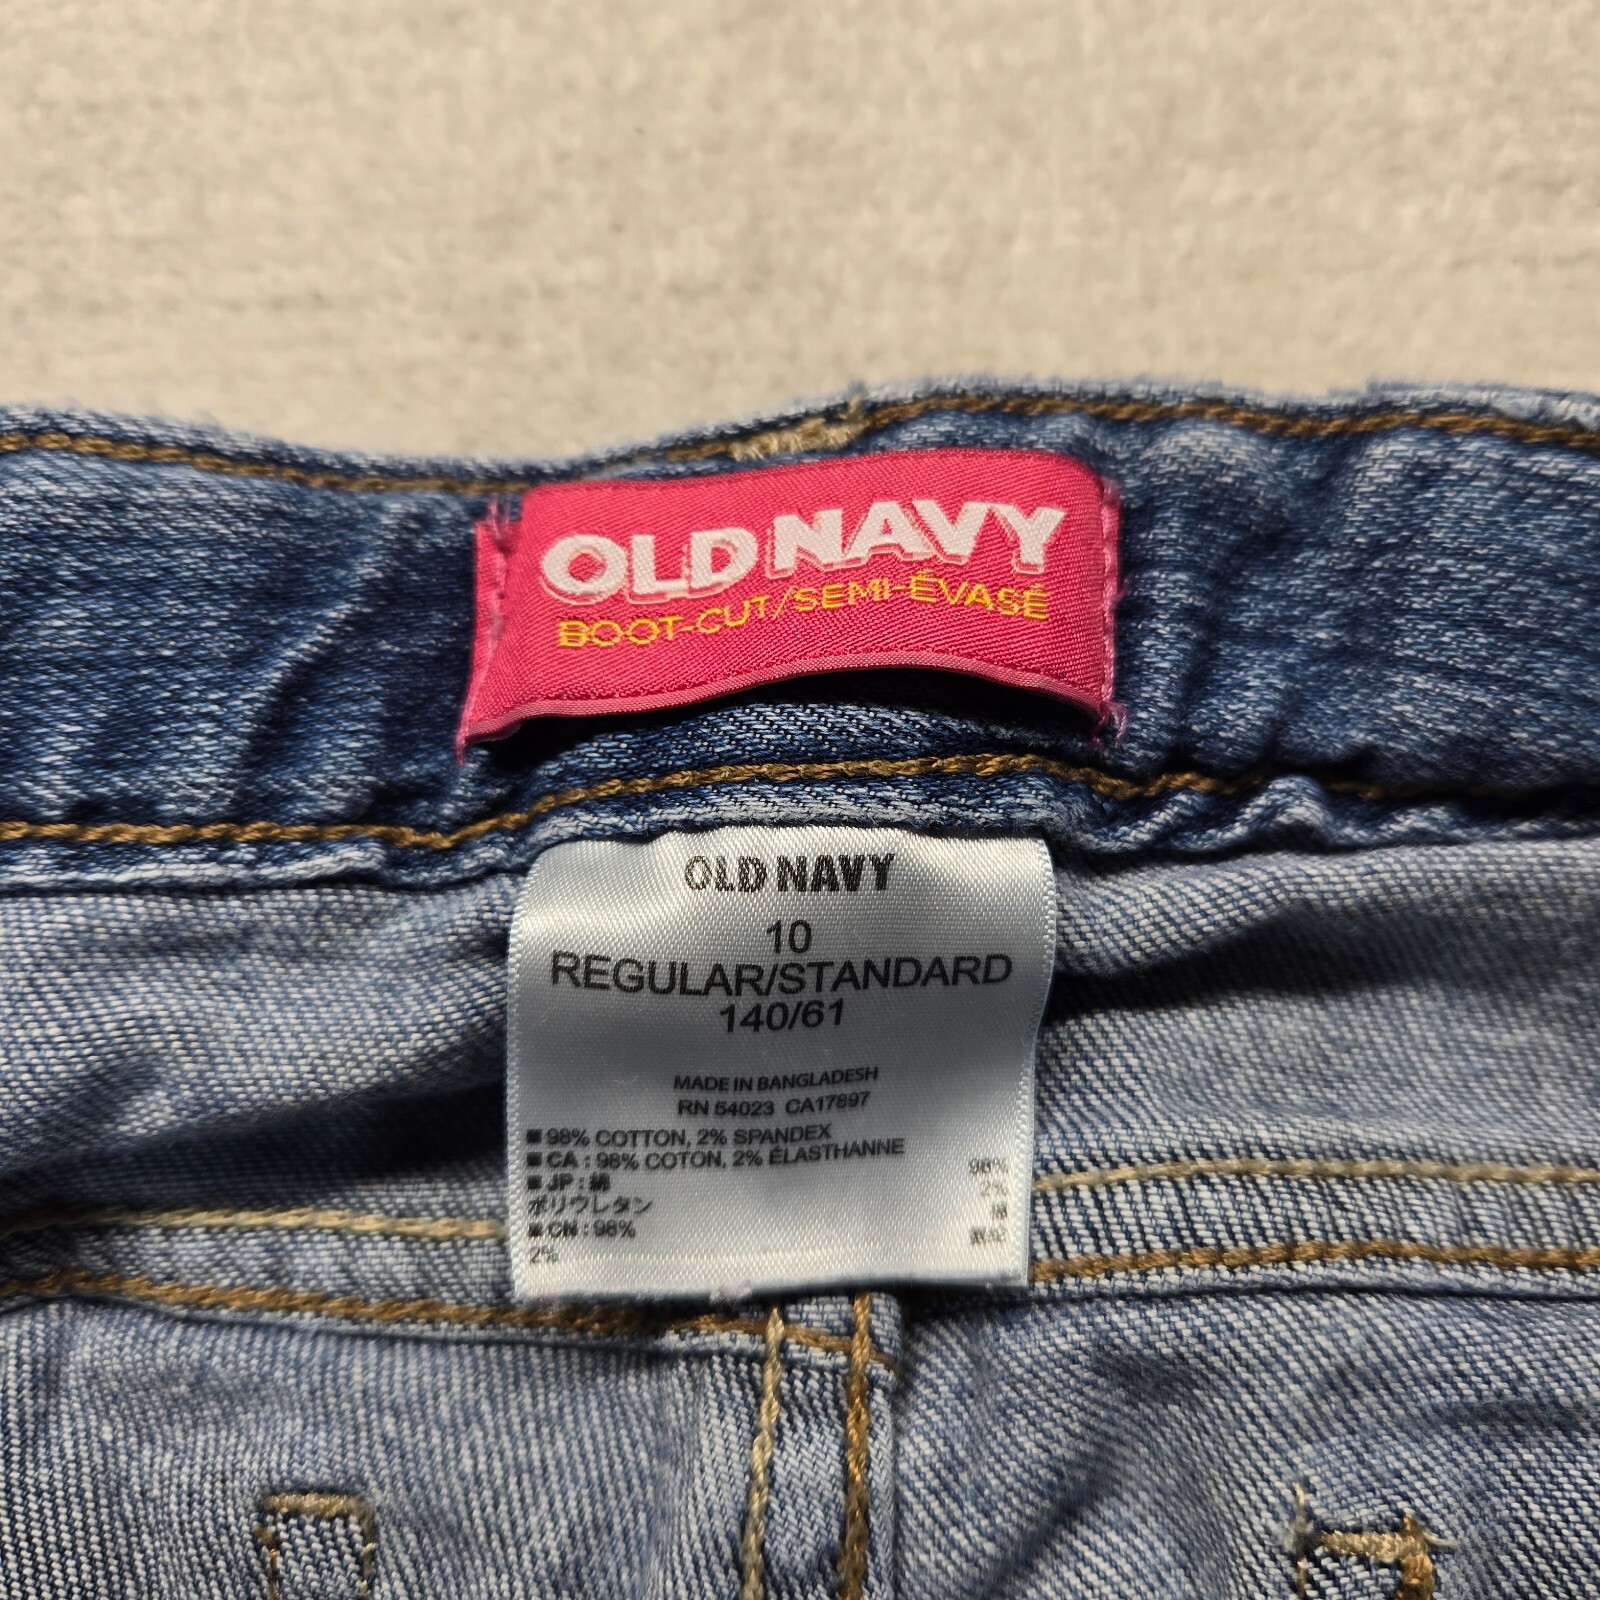 OLD NAVY
BOOT-CUT/SEMI-ÉVASÉ
OLD NAVY
10
REGULAR/STANDARD
140/61
MADE IN BANGLADESH
RN 54023 CA17897
■ 98% COTTON, 2% SPANDEX
■ CA : 98% COTON, 2% ÉLASTHANNE
■ JP : 綿 98%
ポリウレタン 2%
■ CN : 98% 棉
2%